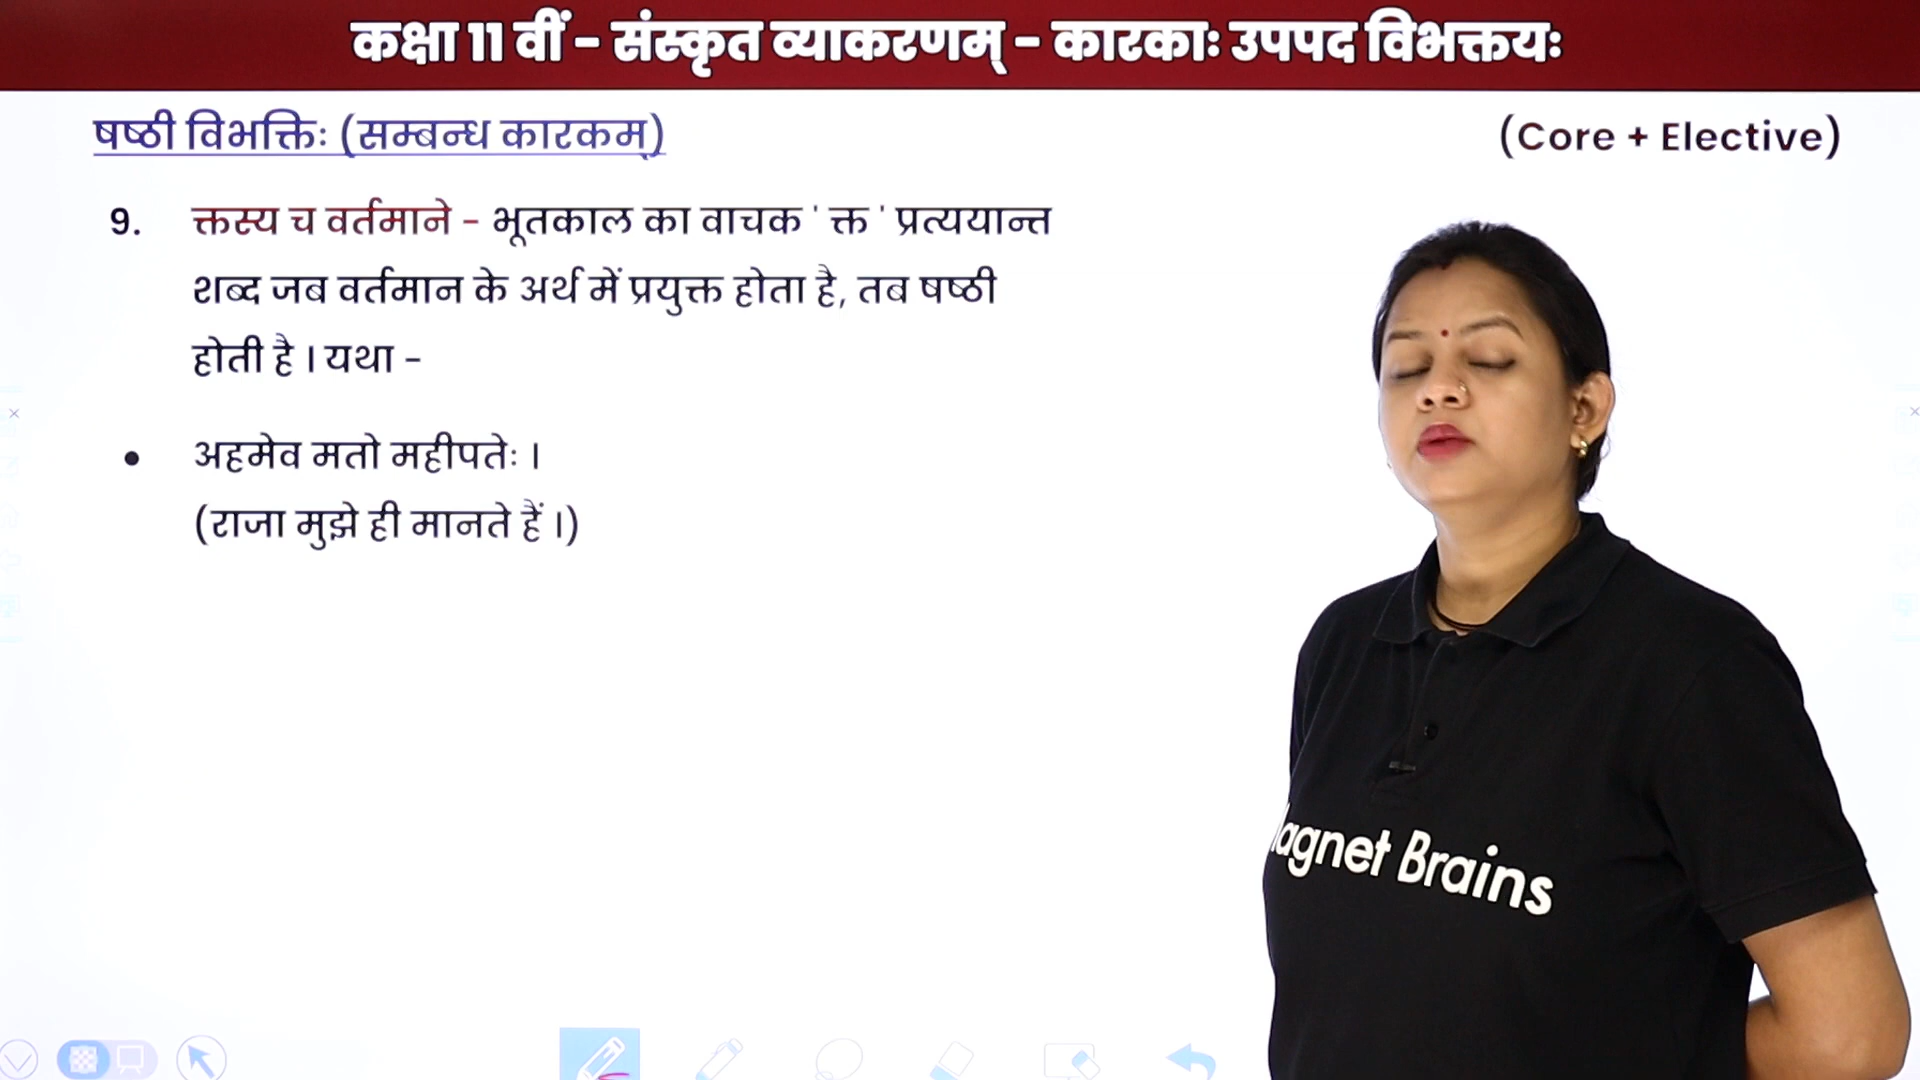 कक्षा 11 वीं - संस्कृत व्याकरणम् - कारकाः उपपद विभक्तयः
षष्ठी विभक्तिः (सम्बन्ध कारकम्)
(Core + Elective)
9. क्तस्य च वर्तमाने - भूतकाल का वाचक ' क्त ' प्रत्ययान्त
शब्द जब वर्तमान के अर्थ में प्रयुक्त होता है, तब षष्ठी
होती है । यथा -
• अहमेव मतो महीपतेः ।
(राजा मुझे ही मानते हैं ।)
Brains